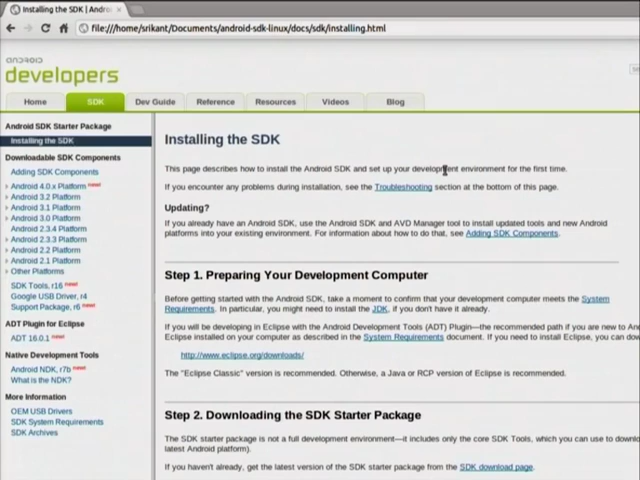 Installing the SDK | Androi
file:///home/srikant/Documents/android-sdk-linux/docs/sdk/installing.html
android
developers
Home
SDK
Dev Guide
Reference
Resources
Videos
Blog
Android SDK Starter Package
Installing the SDK
Downloadable SDK Components
Adding SDK Components
Android 4.0.x Platform new!
Android 3.2 Platform
Android 3.1 Platform
Android 3.0 Platform
Android 2.3.4 Platform
Android 2.3.3 Platform
Android 2.2 Platform
Android 2.1 Platform
Other Platforms
SDK Tools, r16 new!
Google USB Driver, r4
Support Package, r6 new!
ADT Plugin for Eclipse
ADT 16.0.1 new!
Native Development Tools
Android NDK, r7b new!
What is the NDK?
More Information
OEM USB Drivers
SDK System Requirements
SDK Archives
Installing the SDK
This page describes how to install the Android SDK and set up your development environment for the first time.
If you encounter any problems during installation, see the Troubleshooting section at the bottom of this page.
Updating?
If you already have an Android SDK, use the Android SDK and AVD Manager tool to install updated tools and new Android
platforms into your existing environment. For information about how to do that, see Adding SDK Components.
Step 1. Preparing Your Development Computer
Before getting started with the Android SDK, take a moment to confirm that your development computer meets the System
Requirements. In particular, you might need to install the JDK, if you don't have it already.
If you will be developing in Eclipse with the Android Development Tools (ADT) Plugin—the recommended path if you are new to An
Eclipse installed on your computer as described in the System Requirements document. If you need to install Eclipse, you can dow
http://www.eclipse.org/downloads/
The "Eclipse Classic" version is recommended. Otherwise, a Java or RCP version of Eclipse is recommended.
Step 2. Downloading the SDK Starter Package
The SDK starter package is not a full development environment—it includes only the core SDK Tools, which you can use to downlo
latest Android platform).
If you haven't already, get the latest version of the SDK starter package from the SDK download page.